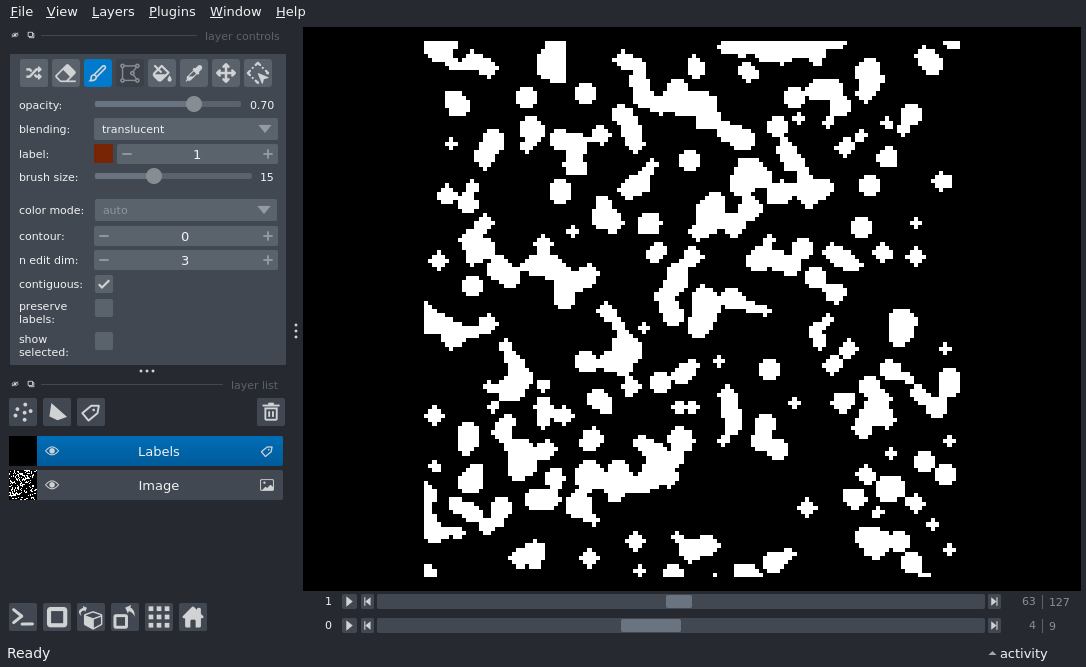 File View Layers Plugins Window Help
layer controls
opacity: 0.70
blending: translucent
label: 1
brush size: 15
color mode: auto
contour: 0
n edit dim: 3
contiguous:
preserve
labels:
show
selected:
layer list
Labels
Image
1 63 127
0 4 9
Ready activity